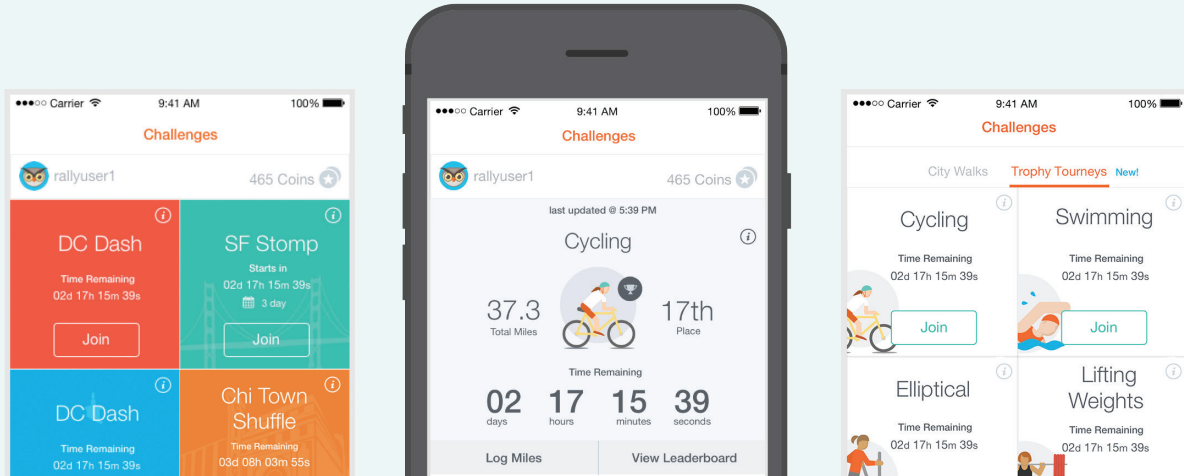 Carrier 9:41 AM 100%
Challenges
rallyuser1 465 Coins
DC Dash
Time Remaining
02d 17h 15m 39s
Join
SF Stomp
Starts in
02d 17h 15m 39s
3 day
Join
DC Dash
Time Remaining
02d 17h 15m 39s
Chi Town
Shuffle
Time Remaining
03d 08h 03m 55s
Carrier 9:41 AM 100%
Challenges
rallyuser1 465 Coins
last updated @ 5:39 PM
Cycling
37.3
Total Miles
17th
Place
Time Remaining
02 17 15 39
days hours minutes seconds
Log Miles View Leaderboard
Carrier 9:41 AM 100%
Challenges
City Walks Trophy Tourneys New!
Cycling
Time Remaining
02d 17h 15m 39s
Join
Swimming
Time Remaining
02d 17h 15m 39s
Join
Elliptical
Time Remaining
02d 17h 15m 39s
Lifting
Weights
Time Remaining
02d 17h 15m 39s